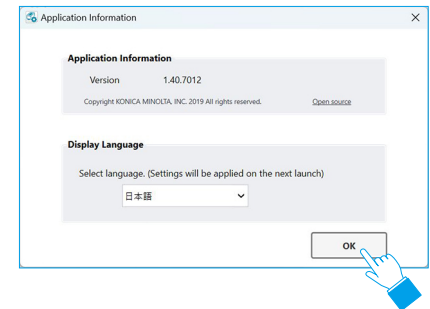 Application Information
Application Information
Version 1.40.7012
Copyright KONICA MINOLTA, INC. 2019 All rights reserved. Open source
Display Language
Select language. (Settings will be applied on the next launch)
日本語
OK